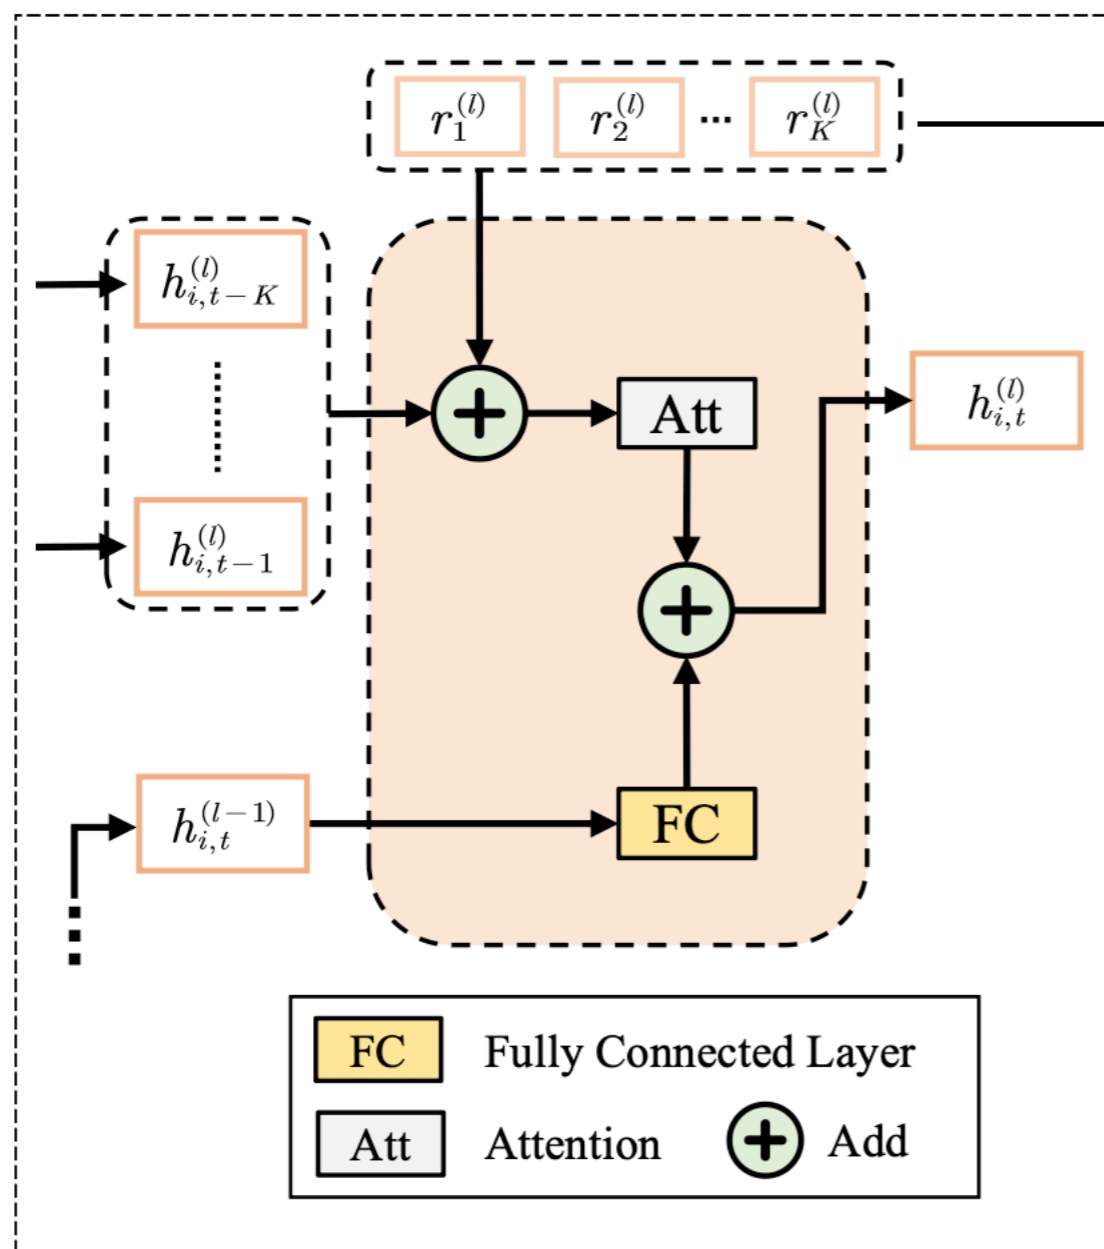 r_1^{(l)} r_2^{(l)} ... r_K^{(l)}
h_{i,t-K}^{(l)}
Att
h_{i,t}^{(l)}
h_{i,t-1}^{(l)}
h_{i,t}^{(l-1)}
FC
FC Fully Connected Layer
Att Attention + Add